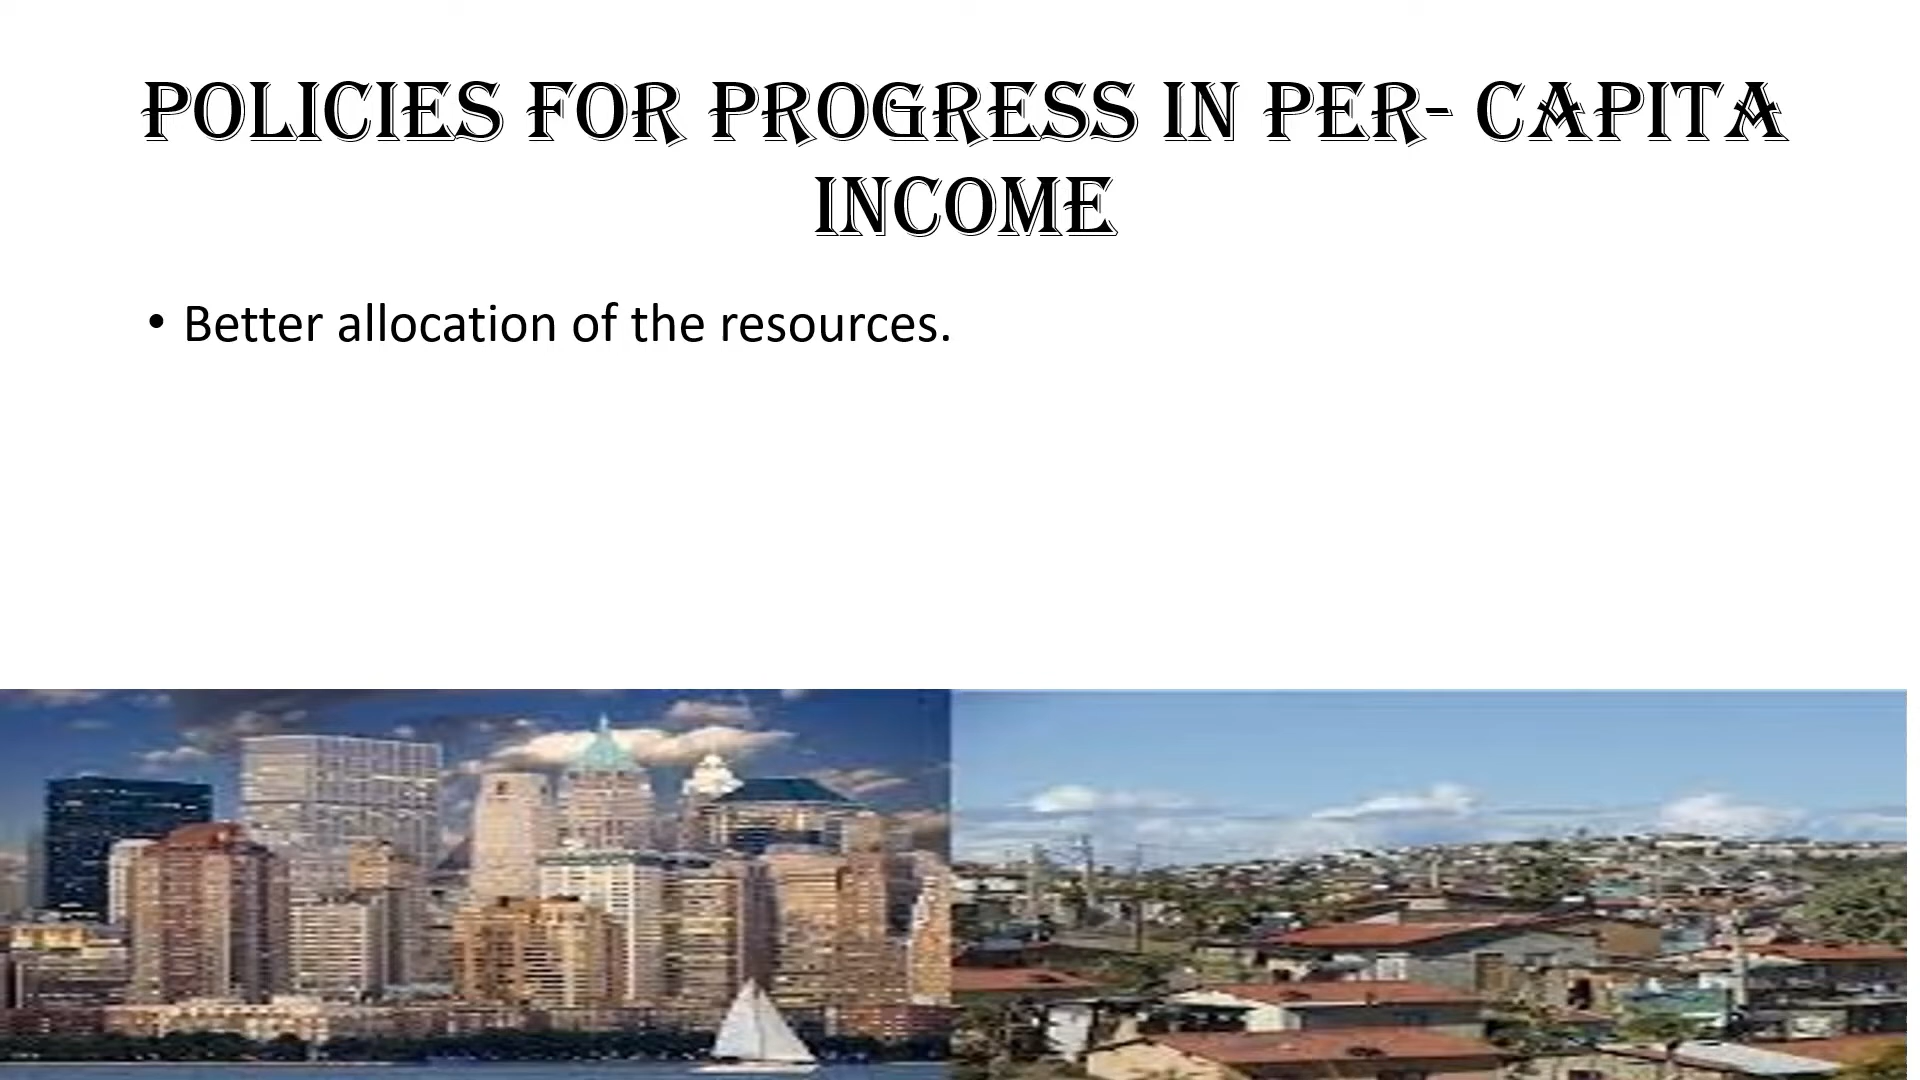 POLICIES FOR PROGRESS IN PER- CAPITA
INCOME
• Better allocation of the resources.